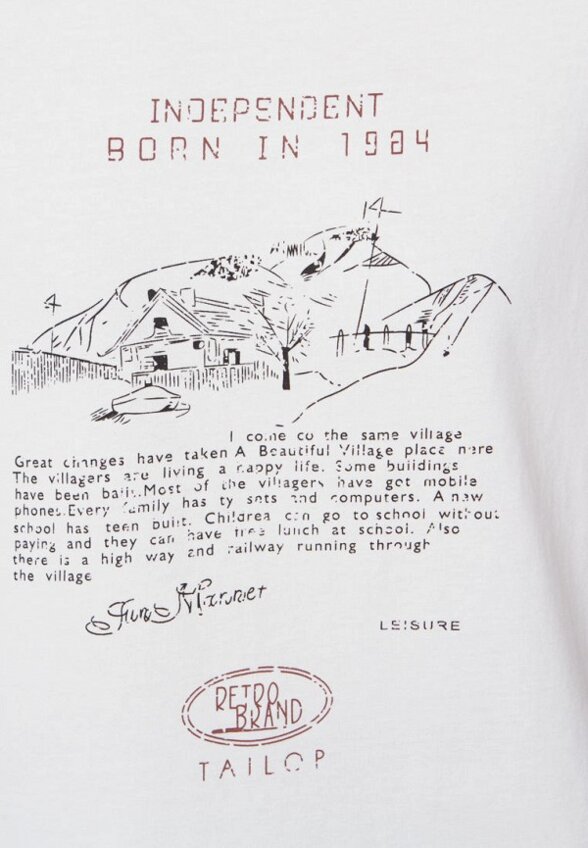 INDEPENDENT
BORN IN 1984
14
4
I come to the same village
Great changes have taken A Beautiful Village place here
The villagers are living a happy life. Some buildings
have been built. Most of the villagers have got mobile
phones. Every family has tv sets and computers. A new
school has been built. Children can go to school without
paying and they can have free lunch at school. Also
there is a high way and railway running through
the village
Fun Manner
LEISURE
RETRO
BRAND
TAILOR